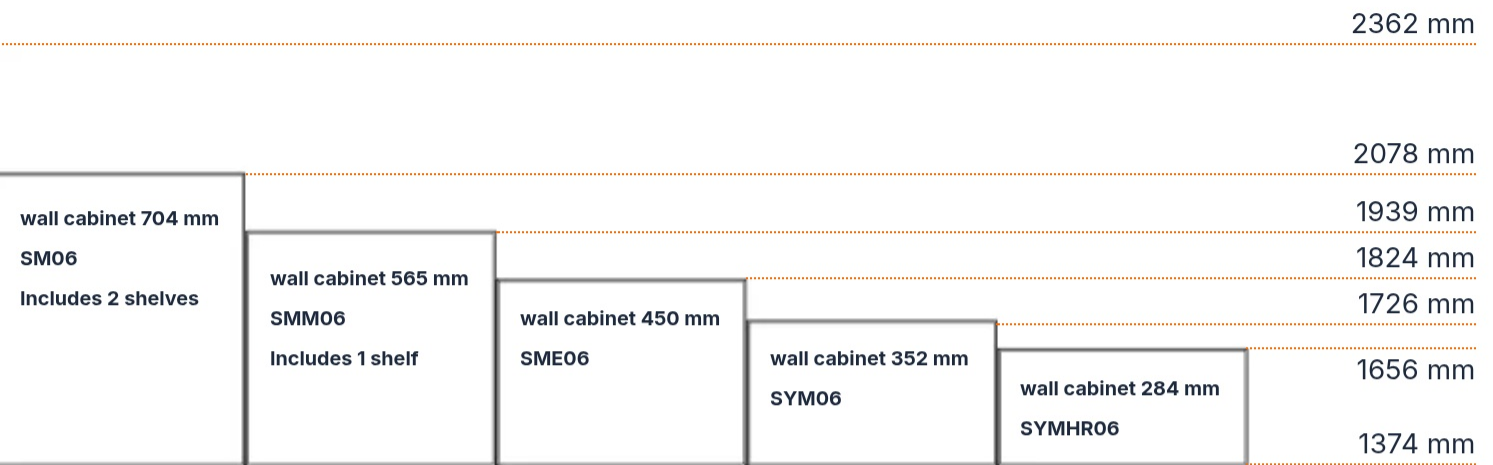 2362 mm
2078 mm
wall cabinet 704 mm
SM06
Includes 2 shelves
1939 mm
wall cabinet 565 mm
SMM06
Includes 1 shelf
1824 mm
wall cabinet 450 mm
SME06
1726 mm
wall cabinet 352 mm
SYM06
1656 mm
wall cabinet 284 mm
SYMHR06
1374 mm